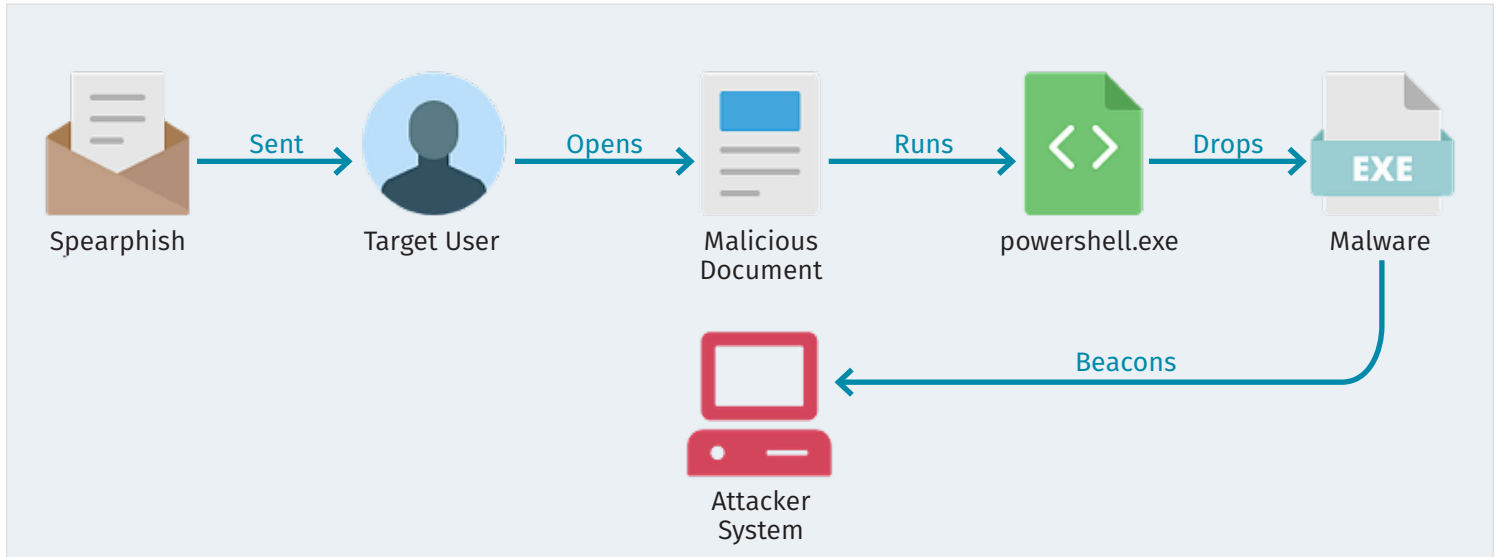 Sent
Opens
Runs
Drops
EXE
Spearphish
Target User
Malicious
Document
powershell.exe
Malware
Beacons
Attacker
System